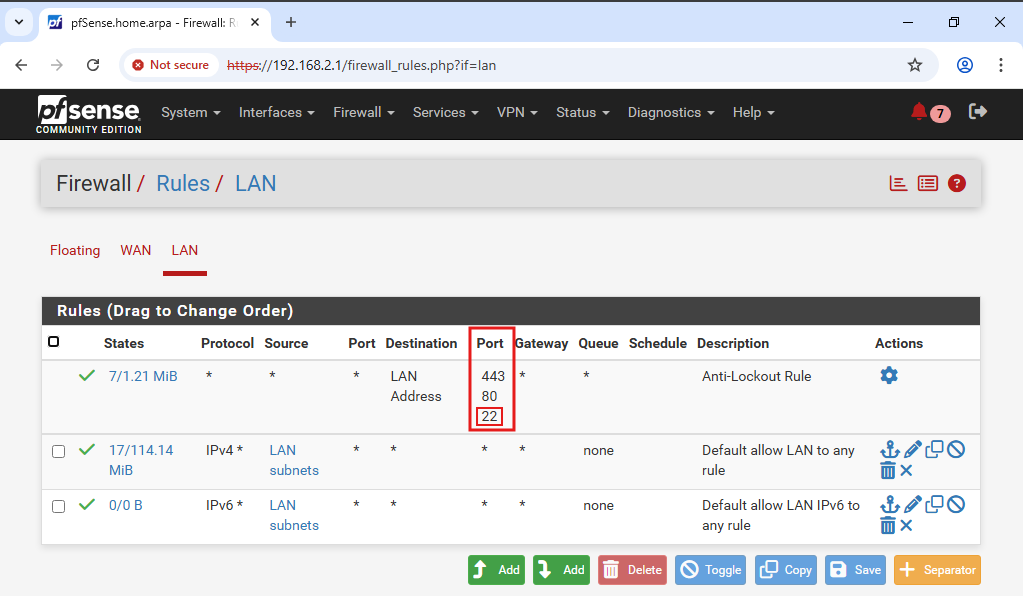 pfSense.home.arpa - Firewall: R
Not secure https://192.168.2.1/firewall_rules.php?if=lan
pfsense
COMMUNITY EDITION
System Interfaces Firewall Services VPN Status Diagnostics Help 7
Firewall / Rules / LAN
Floating WAN LAN
Rules (Drag to Change Order)
States Protocol Source Port Destination Port Gateway Queue Schedule Description Actions
7/1.21 MiB * * * LAN 443 * * Anti-Lockout Rule
Address 80
22
17/114.14 IPv4 * LAN * * * * none Default allow LAN to any
MiB subnets rule
0/0 B IPv6 * LAN * * * * none Default allow LAN IPv6 to
subnets any rule
Add Add Delete Toggle Copy Save Separator